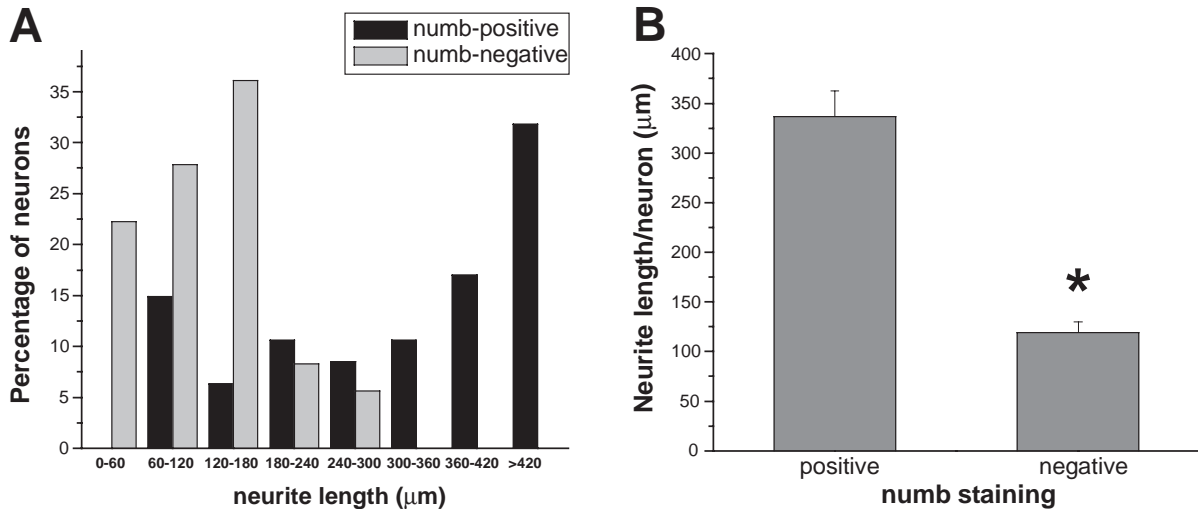 A
numb-positive
numb-negative
Percentage of neurons
35
30
25
20
15
10
5
0
0-60 60-120 120-180 180-240 240-300 300-360 360-420 >420
neurite length (μm)
B
Neurite length/neuron (μm)
400
350
300
250
200
150
100
50
0
*
positive negative
numb staining